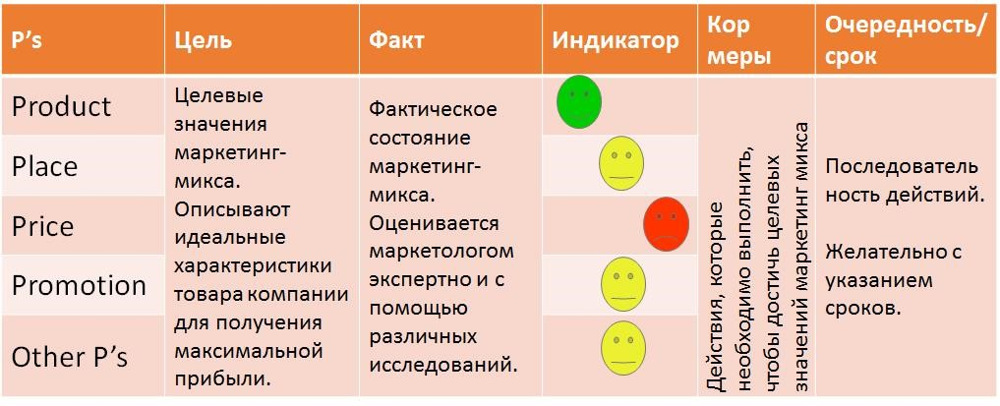 P's
Цель
Факт
Индикатор
Кор
меры
Очередность/
срок
Product
Place
Price
Promotion
Other P's
Целевые
значения
маркетинг-
микса.
Описывают
идеальные
характеристики
товара компании
для получения
максимальной
прибыли.
Фактическое
состояние
маркетинг-
микса.
Оценивается
маркетологом
экспертно и с
помощью
различных
исследований.
Действия, которые
необходимо выполнить,
чтобы достичь целевых
значений маркетинг микса
Последователь
ность действий.
Желательно с
указанием
сроков.